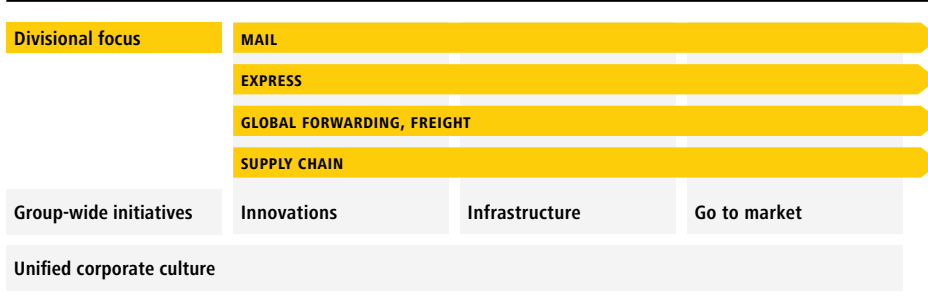 Divisional focus
MAIL
EXPRESS
GLOBAL FORWARDING, FREIGHT
SUPPLY CHAIN
Group-wide initiatives
Innovations
Infrastructure
Go to market
Unified corporate culture